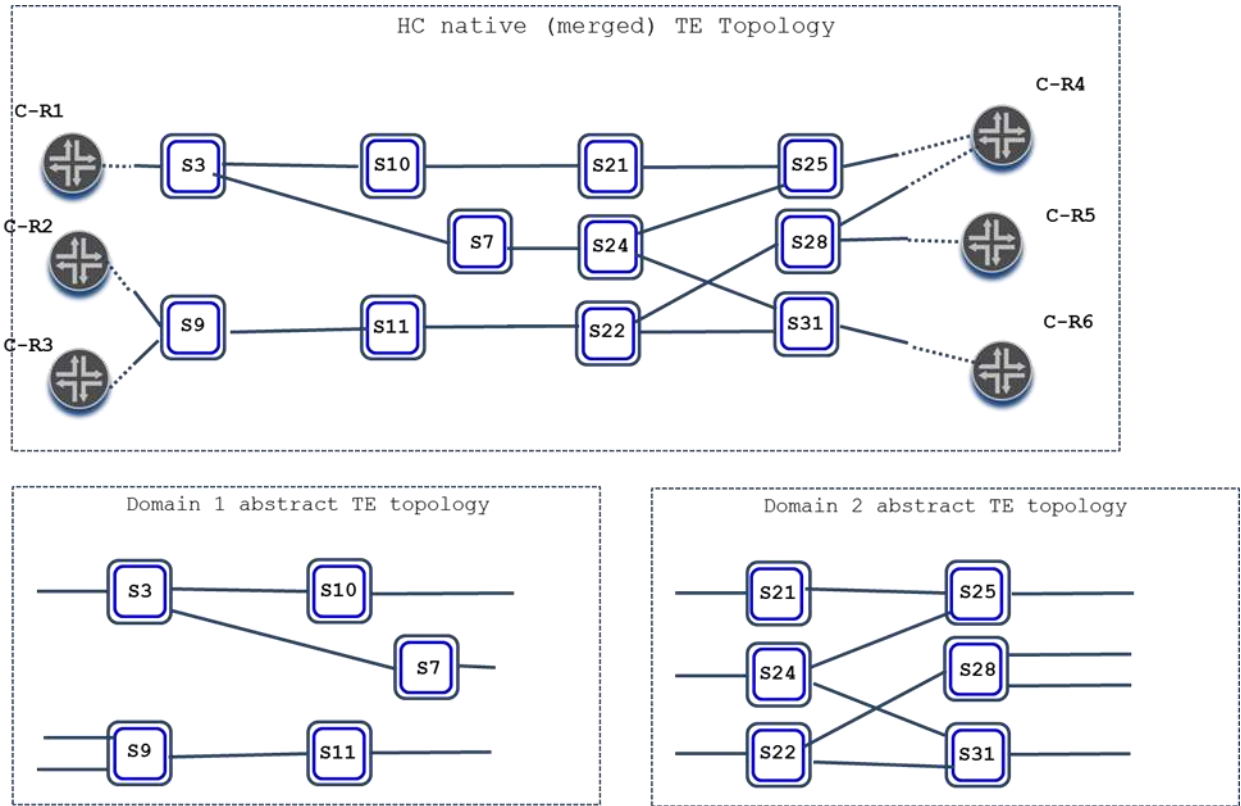 HC native (merged) TE Topology
C-R4
C-R1
S3
S10
S21
S25
C-R5
C-R2
S7
S24
S28
C-R6
S9
S11
S22
S31
C-R3
Domain 1 abstract TE topology
S3
S10
S7
S9
S11
Domain 2 abstract TE topology
S21
S25
S24
S28
S22
S31